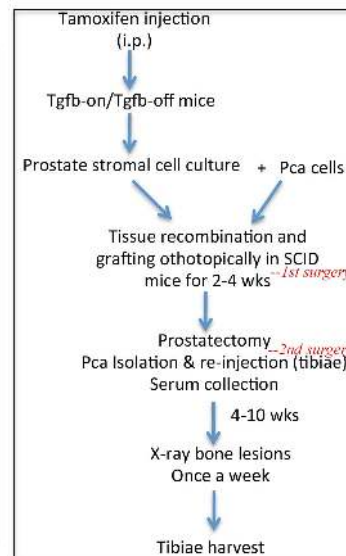 Tamoxifen injection
(i.p.)
Tgfb-on/Tgfb-off mice
Prostate stromal cell culture + Pca cells
Tissue recombination and
grafting othotopically in SCID
mice for 2-4 wks --1st surgery
Prostatectomy --2nd surgery
Pca Isolation & re-injection (tibiae)
Serum collection
4-10 wks
X-ray bone lesions
Once a week
Tibiae harvest